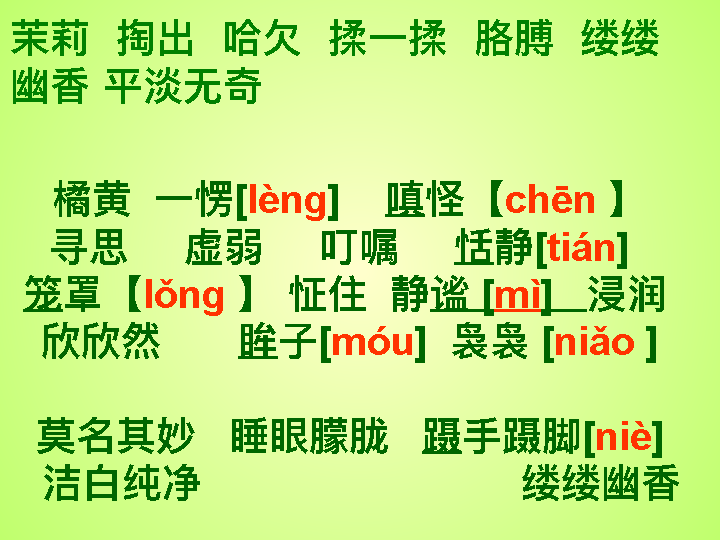 茉莉 掏出 哈欠 揉一揉 胳膊 缕缕
幽香 平淡无奇
橘黄 一愣[lèng] 嗔怪【chēn 】
寻思 虚弱 叮嘱 恬静[tián]
笼罩【lǒng 】 怔住 静谧 [mì] 浸润
欣欣然 眸子[móu] 袅袅 [niǎo ]
莫名其妙 睡眼朦胧 蹑手蹑脚[niè]
洁白纯净 缕缕幽香